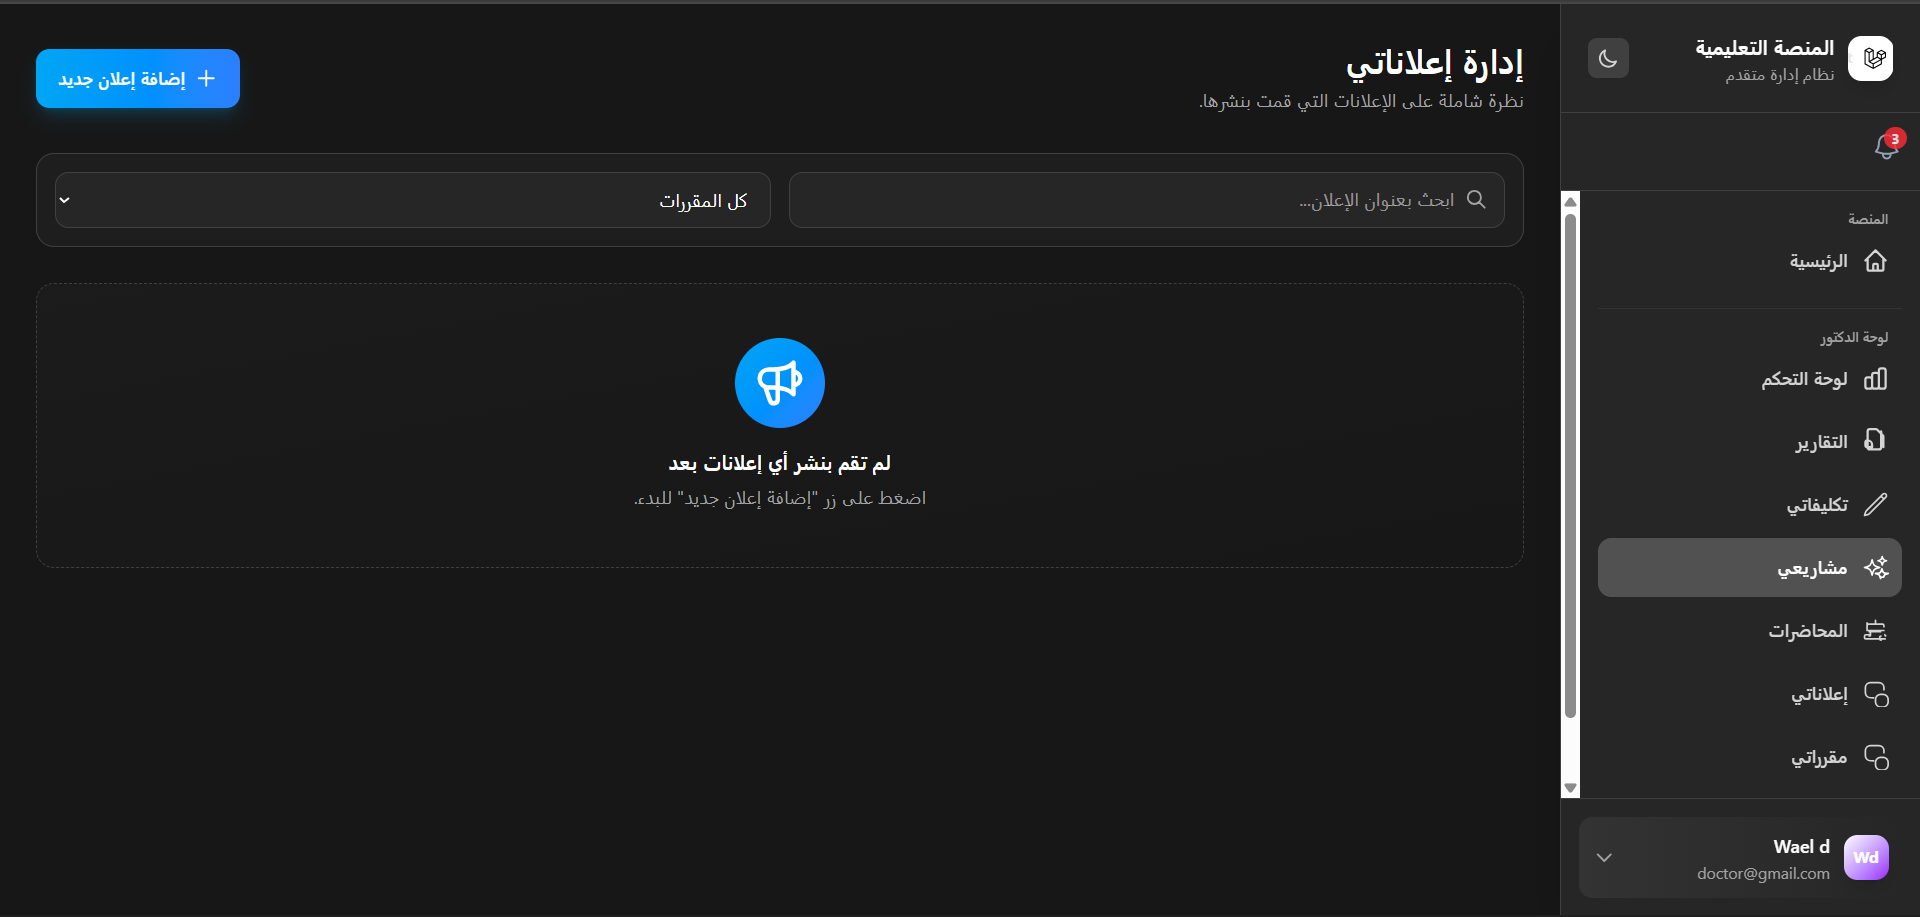 المنصة التعليمية
نظام إدارة متقدم
3
المنصة
الرئيسية
لوحة الدكتور
لوحة التحكم
التقارير
تكليفاتي
مشاريعي
المحاضرات
إعلاناتي
مقرراتي
Wd
Wael d
doctor@gmail.com
إدارة إعلاناتي
نظرة شاملة على الإعلانات التي قمت بنشرها.
إضافة إعلان جديد
ابحث بعنوان الإعلان...
كل المقررات
لم تقم بنشر أي إعلانات بعد
اضغط على زر "إضافة إعلان جديد" للبدء.